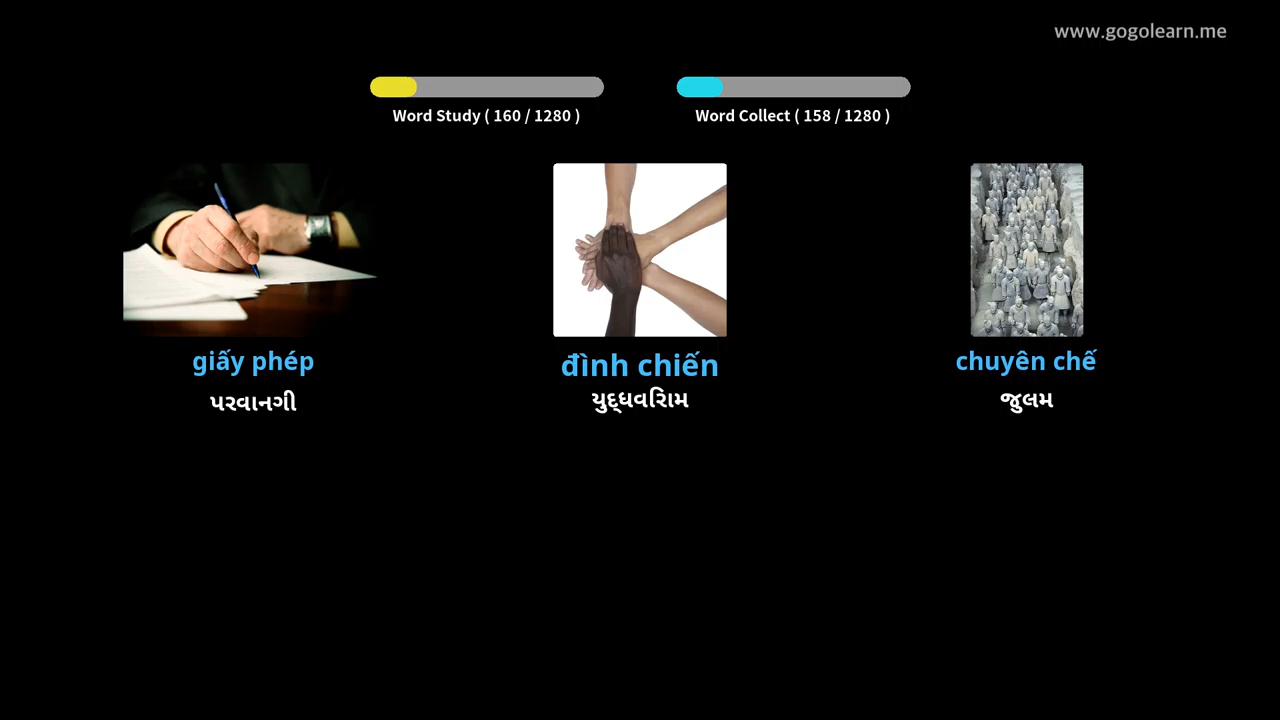 www.gogolearn.me
Word Study ( 160 / 1280 )
Word Collect ( 158 / 1280 )
giấy phép
đình chiến
chuyên chế
પરવાનગી
યુદ્ધવિરામ
જુલમ